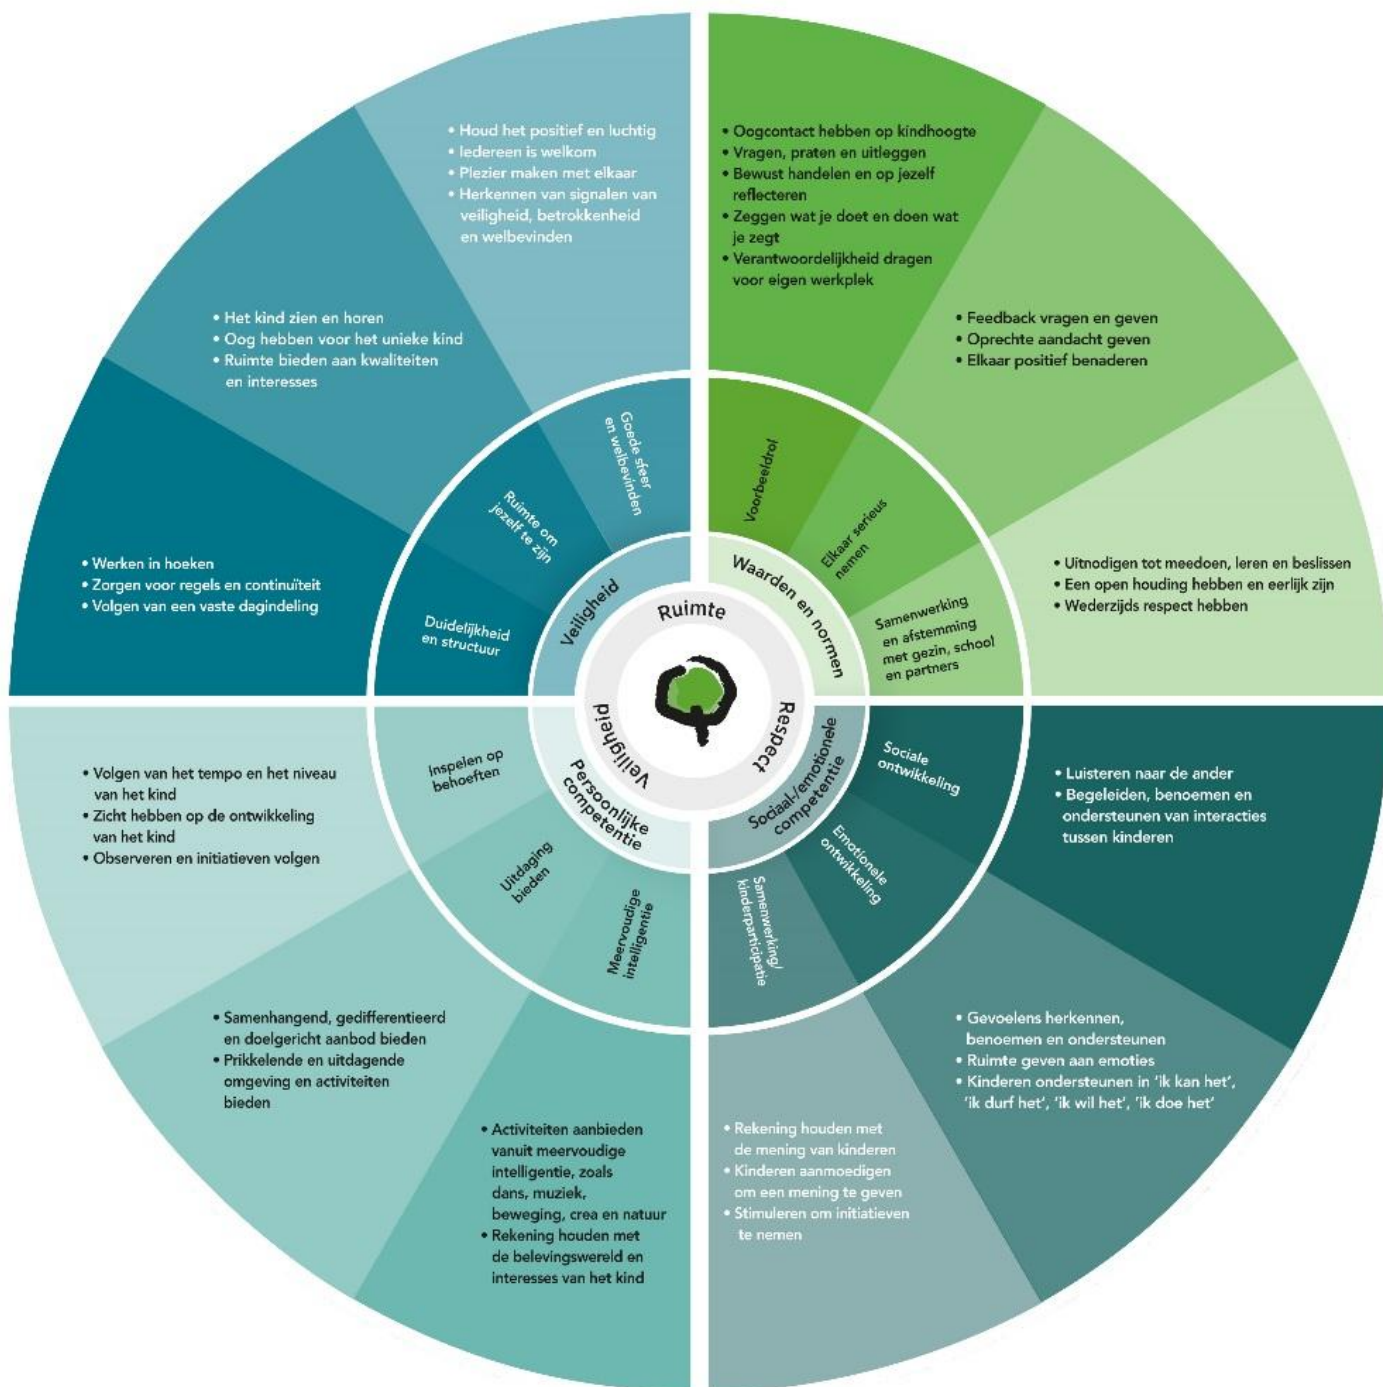 • Houd het positief en luchtig
• Iedereen is welkom
• Plezier maken met elkaar
• Herkennen van signalen van
veiligheid, betrokkenheid
en welbevinden
• Het kind zien en horen
• Oog hebben voor het unieke kind
• Ruimte bieden aan kwaliteiten
en interesses
• Werken in hoeken
• Zorgen voor regels en continuïteit
• Volgen van een vaste dagindeling
Goede sfeer
en welbevinden
Ruimte om
jezelf te zijn
Duidelijkheid
en structuur
Veiligheid
• Oogcontact hebben op kindhoogte
• Vragen, praten en uitleggen
• Bewust handelen en op jezelf
reflecteren
• Zeggen wat je doet en doen wat
je zegt
• Verantwoordelijkheid dragen
voor eigen werkplek
• Feedback vragen en geven
• Oprechte aandacht geven
• Elkaar positief benaderen
• Uitnodigen tot meedoen, leren en beslissen
• Een open houding hebben en eerlijk zijn
• Wederzijds respect hebben
Voorbeeldrol
Elkaar serieus
nemen
Samenwerking
en afstemming
met gezin, school
en partners
Waarden en normen
Ruimte
Respect
Veiligheid
Inspelen op
behoeften
Uitdaging
bieden
Meervoudige
intelligentie
Persoonlijke
competentie
• Volgen van het tempo en het niveau
van het kind
• Zicht hebben op de ontwikkeling
van het kind
• Observeren en initiatieven volgen
• Samenhangend, gedifferentieerd
en doelgericht aanbod bieden
• Prikkelende en uitdagende
omgeving en activiteiten
bieden
• Activiteiten aanbieden
vanuit meervoudige
intelligentie, zoals
dans, muziek,
beweging, crea en natuur
• Rekening houden met
de belevingswereld en
interesses van het kind
Sociaal-/emotionele
competentie
Sociale
ontwikkeling
Emotionele
ontwikkeling
Samenwerking/
kinderparticipatie
• Luisteren naar de ander
• Begeleiden, benoemen en
ondersteunen van interacties
tussen kinderen
• Gevoelens herkennen,
benoemen en ondersteunen
• Ruimte geven aan emoties
• Kinderen ondersteunen in ‘ik kan het’,
‘ik durf het’, ‘ik wil het’, ‘ik doe het’
• Rekening houden met
de mening van kinderen
• Kinderen aanmoedigen
om een mening te geven
• Stimuleren om initiatieven
te nemen